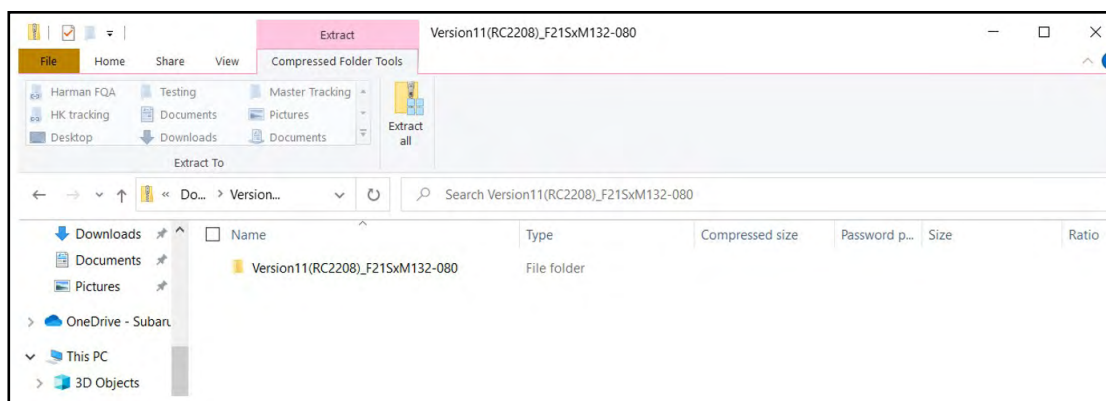 Extract
Version11(RC2208)_F21SxM132-080
File
Home
Share
View
Compressed Folder Tools
Harman FQA
Testing
Master Tracking
HK tracking
Documents
Pictures
Desktop
Downloads
Documents
Extract
all
Extract To
« Do... > Version...
Search Version11(RC2208)_F21SxM132-080
Downloads
Documents
Pictures
OneDrive - Subaru
This PC
3D Objects
Name
Type
Compressed size
Password p...
Size
Ratio
Version11(RC2208)_F21SxM132-080
File folder